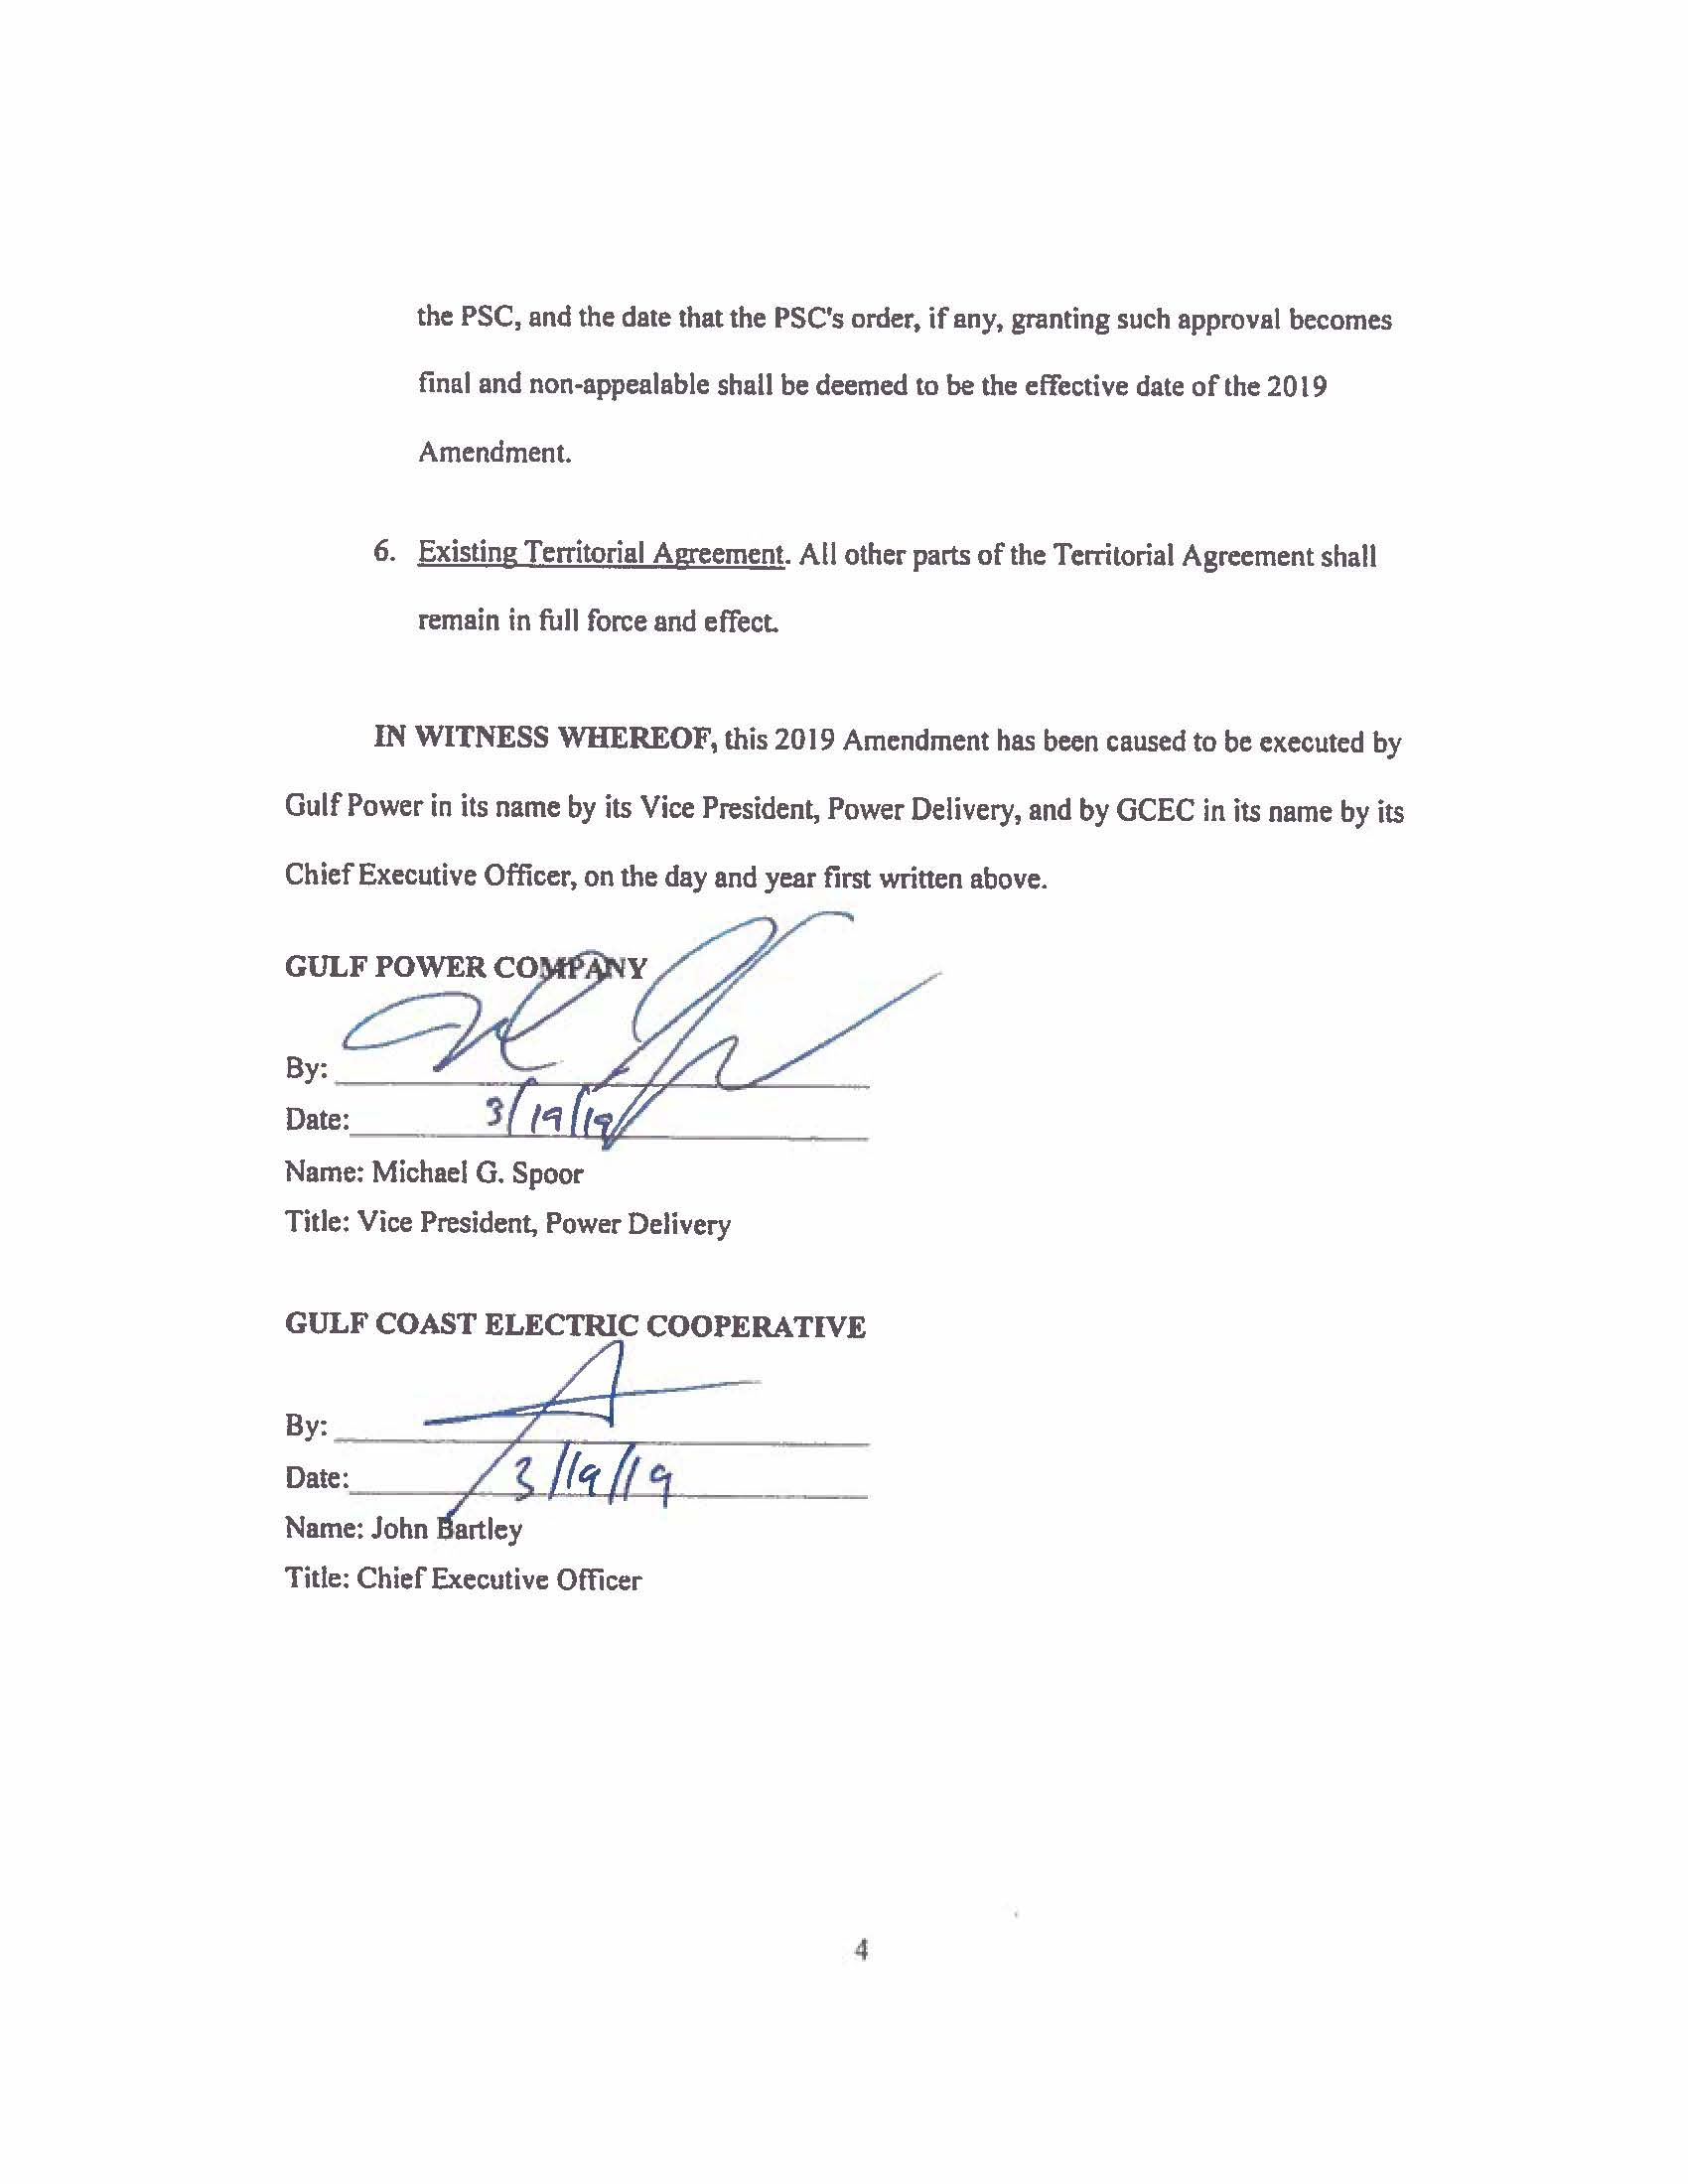 the PSC, and the date that the PSC's order, if any, granting such approval becomes
final and non-appealable shall be deemed to be the effective date of the 2019
Amendment.
6. Existing Territorial Agreement. All other parts of the Territorial Agreement shall
remain in full force and effect.
IN WITNESS WHEREOF, this 2019 Amendment has been caused to be executed by
Gulf Power in its name by its Vice President, Power Delivery, and by GCEC in its name by its
Chief Executive Officer, on the day and year first written above.
GULF POWER COMPANY
By:
Date: 3/19/19
Name: Michael G. Spoor
Title: Vice President, Power Delivery
GULF COAST ELECTRIC COOPERATIVE
By:
Date: 3/19/19
Name: John Bartley
Title: Chief Executive Officer
4